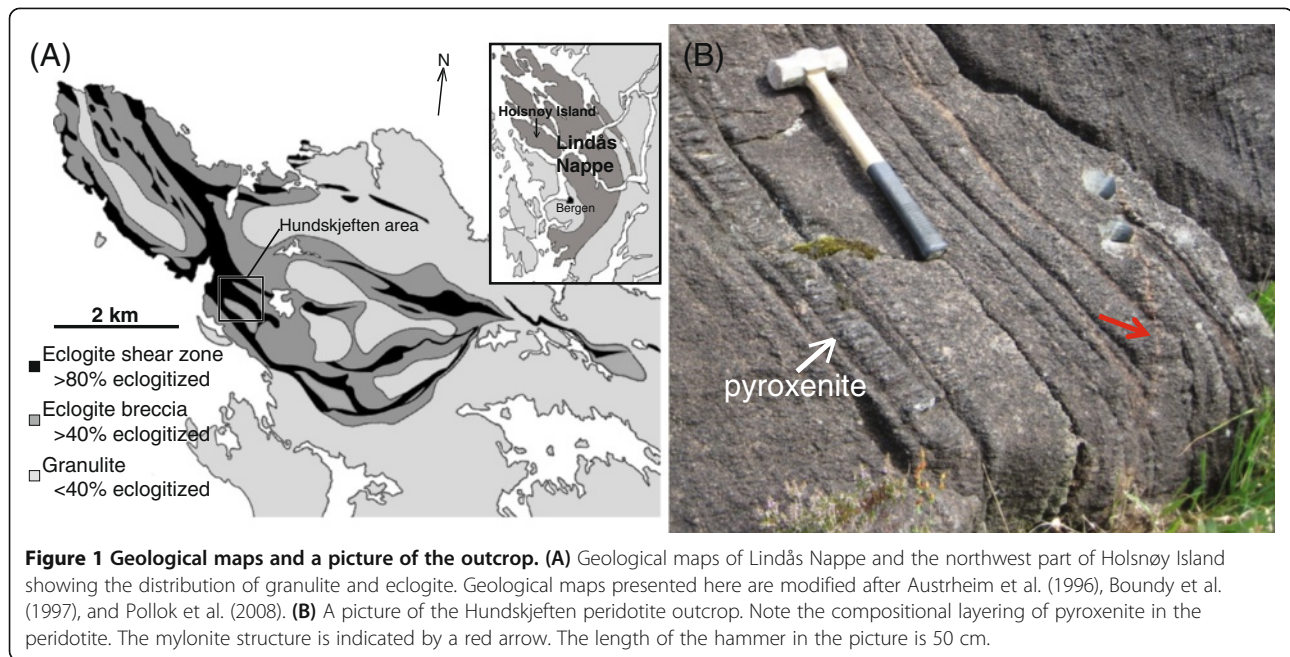 (A)
N
Holsnøy Island
Lindås
Nappe
Bergen
Hundskjeften area
2 km
Eclogite shear zone
>80% eclogitized
Eclogite breccia
>40% eclogitized
Granulite
<40% eclogitized
(B)
pyroxenite
Figure 1 Geological maps and a picture of the outcrop. (A) Geological maps of Lindås Nappe and the northwest part of Holsnøy Island
showing the distribution of granulite and eclogite. Geological maps presented here are modified after Austrheim et al. (1996), Boundy et al.
(1997), and Pollok et al. (2008). (B) A picture of the Hundskjeften peridotite outcrop. Note the compositional layering of pyroxenite in the
peridotite. The mylonite structure is indicated by a red arrow. The length of the hammer in the picture is 50 cm.